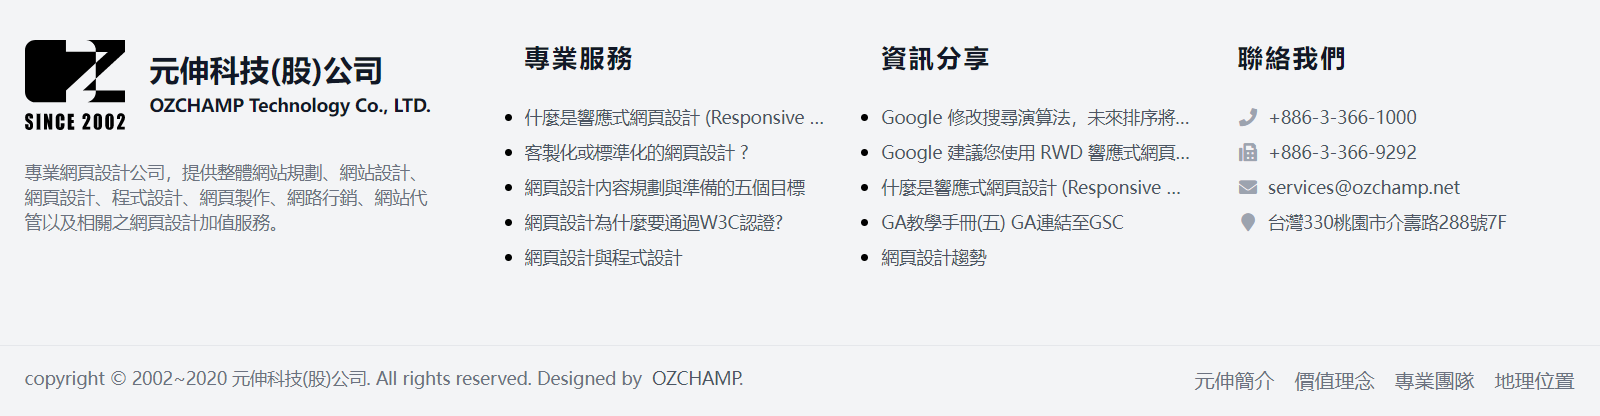 OZ
SINCE 2002
元伸科技(股)公司
OZCHAMP Technology Co., LTD.
專業網頁設計公司，提供整體網站規劃、網站設計、
網頁設計、程式設計、網頁製作、網路行銷、網站代
管以及相關之網頁設計加值服務。
專業服務
什麼是響應式網頁設計 (Responsive ...
客製化或標準化的網頁設計？
網頁設計內容規劃與準備的五個目標
網頁設計為什麼要通過W3C認證?
網頁設計與程式設計
資訊分享
Google 修改搜尋演算法，未來排序將...
Google 建議您使用 RWD 響應式網頁...
什麼是響應式網頁設計 (Responsive ...
GA教學手冊(五) GA連結至GSC
網頁設計趨勢
聯絡我們
+886-3-366-1000
+886-3-366-9292
services@ozchamp.net
台灣330桃園市介壽路288號7F
copyright © 2002~2020 元伸科技(股)公司. All rights reserved. Designed by OZCHAMP.
元伸簡介 價值理念 專業團隊 地理位置